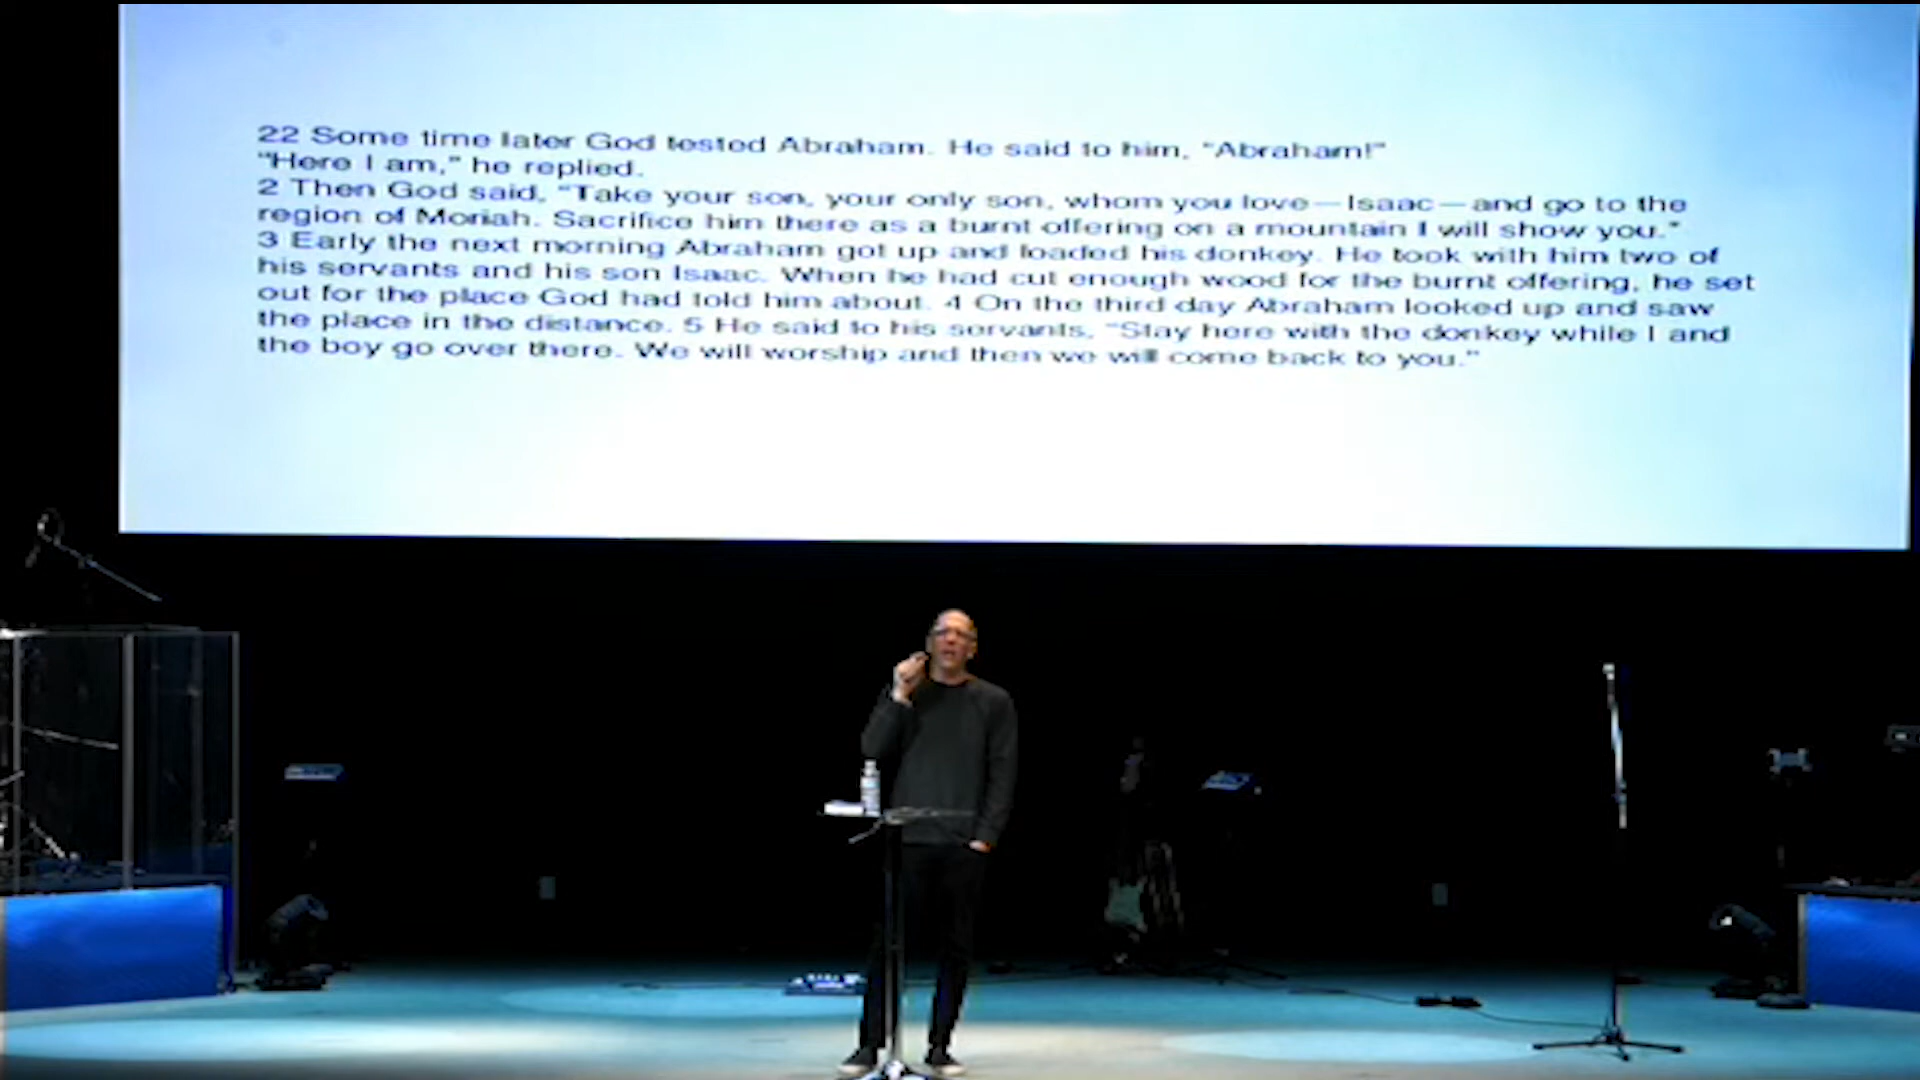 22 Some time later God tested Abraham. He said to him, "Abraham!"
"Here I am," he replied.
2 Then God said, "Take your son, your only son, whom you love—Isaac—and go to the
region of Moriah. Sacrifice him there as a burnt offering on a mountain I will show you."
3 Early the next morning Abraham got up and loaded his donkey. He took with him two of
his servants and his son Isaac. When he had cut enough wood for the burnt offering, he set
out for the place God had told him about. 4 On the third day Abraham looked up and saw
the place in the distance. 5 He said to his servants, "Stay here with the donkey while I and
the boy go over there. We will worship and then we will come back to you."